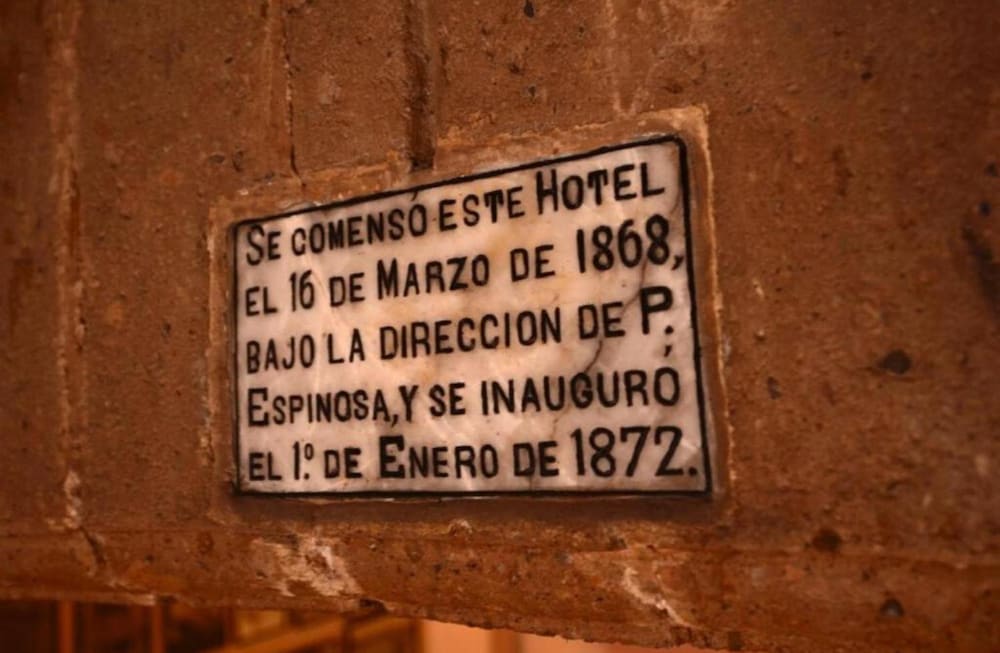 SE COMENSÓ ESTE HOTEL
EL 16 DE MARZO DE 1868,
BAJO LA DIRECCION DE P.
ESPINOSA, Y SE INAUGURO
EL 1º. DE ENERO DE 1872.